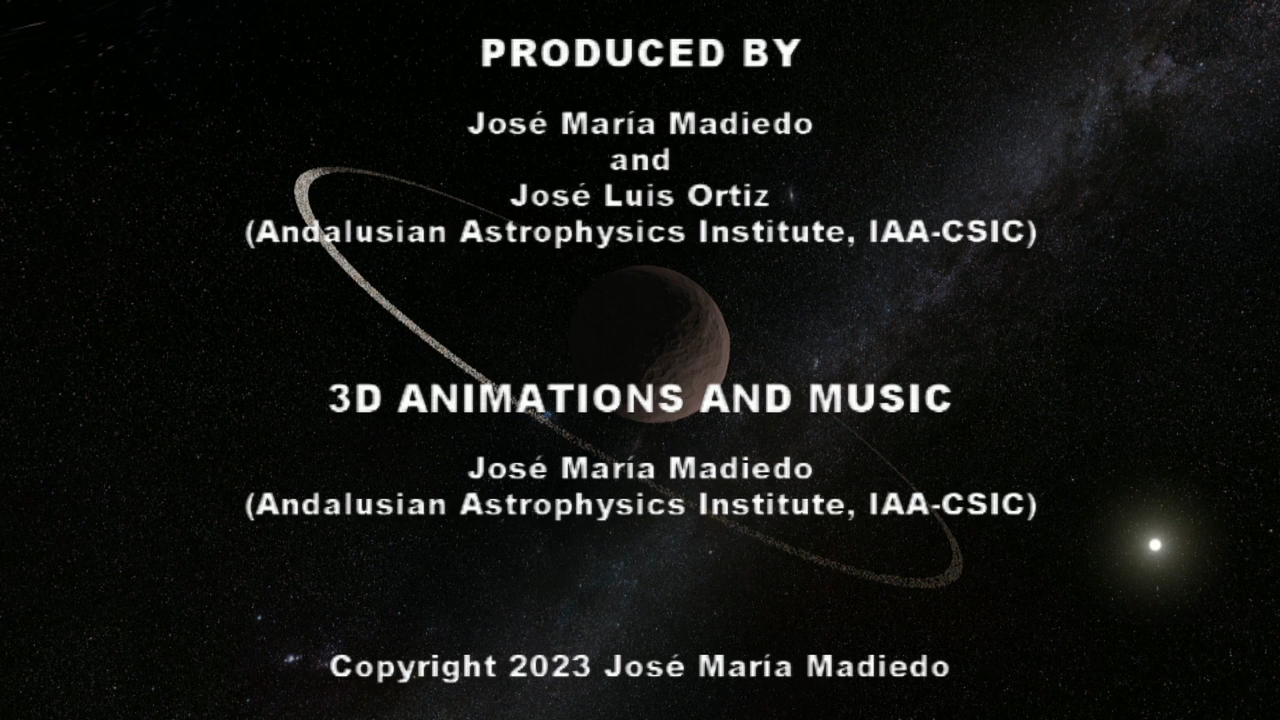 PRODUCED BY
José María Madiedo
and
José Luis Ortiz
(Andalusian Astrophysics Institute, IAA-CSIC)
3D ANIMATIONS AND MUSIC
José María Madiedo
(Andalusian Astrophysics Institute, IAA-CSIC)
Copyright 2023 José María Madiedo